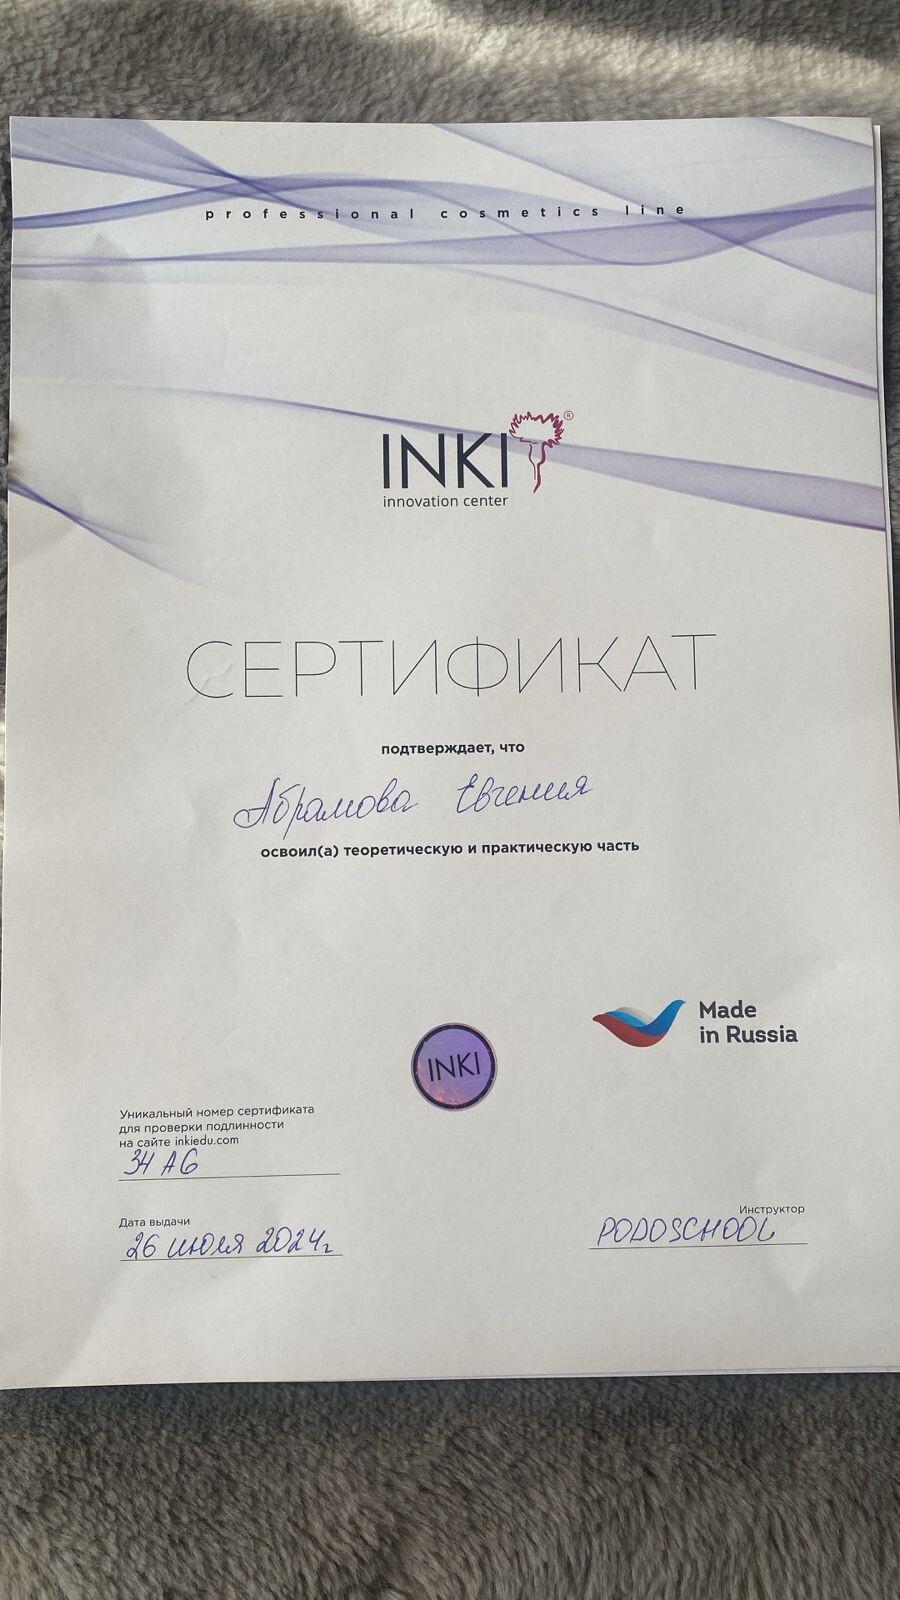 professional cosmetics line
INKI ®
innovation center
СЕРТИФИКАТ
подтверждает, что
Абрамова Евгения
освоил(а) теоретическую и практическую часть
Made
in Russia
INKI
Уникальный номер сертификата
для проверки подлинности
на сайте inkiedu.com
34 АБ
Дата выдачи
26 июля 2024г
Инструктор
PODOSCHOOL